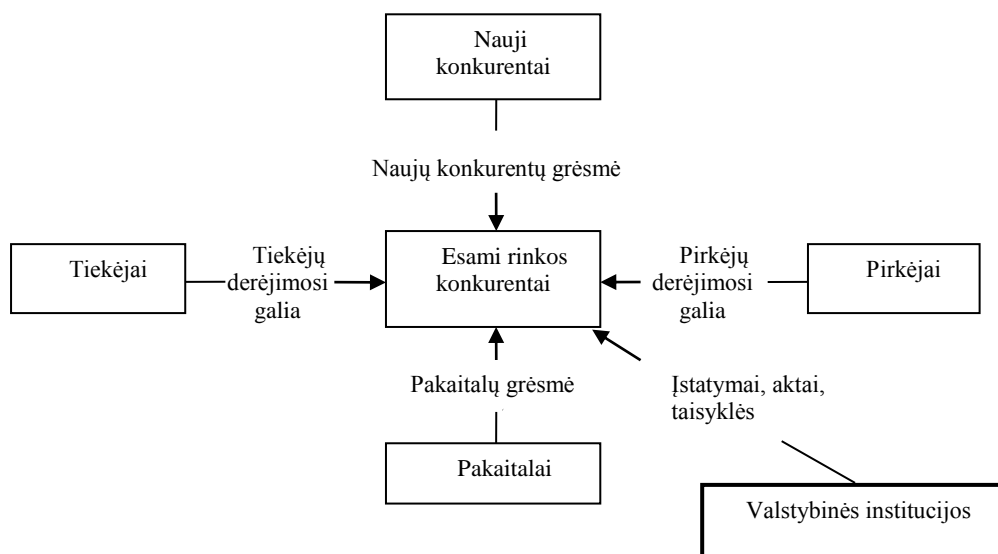 Nauji
konkurentai
Naujų konkurentų grėsmė
Tiekėjai
Tiekėjų
derėjimosi
galia
Esami rinkos
konkurentai
Pirkėjų
derėjimosi
galia
Pirkėjai
Pakaitalų grėsmė
Įstatymai, aktai,
taisyklės
Pakaitalai
Valstybinės institucijos